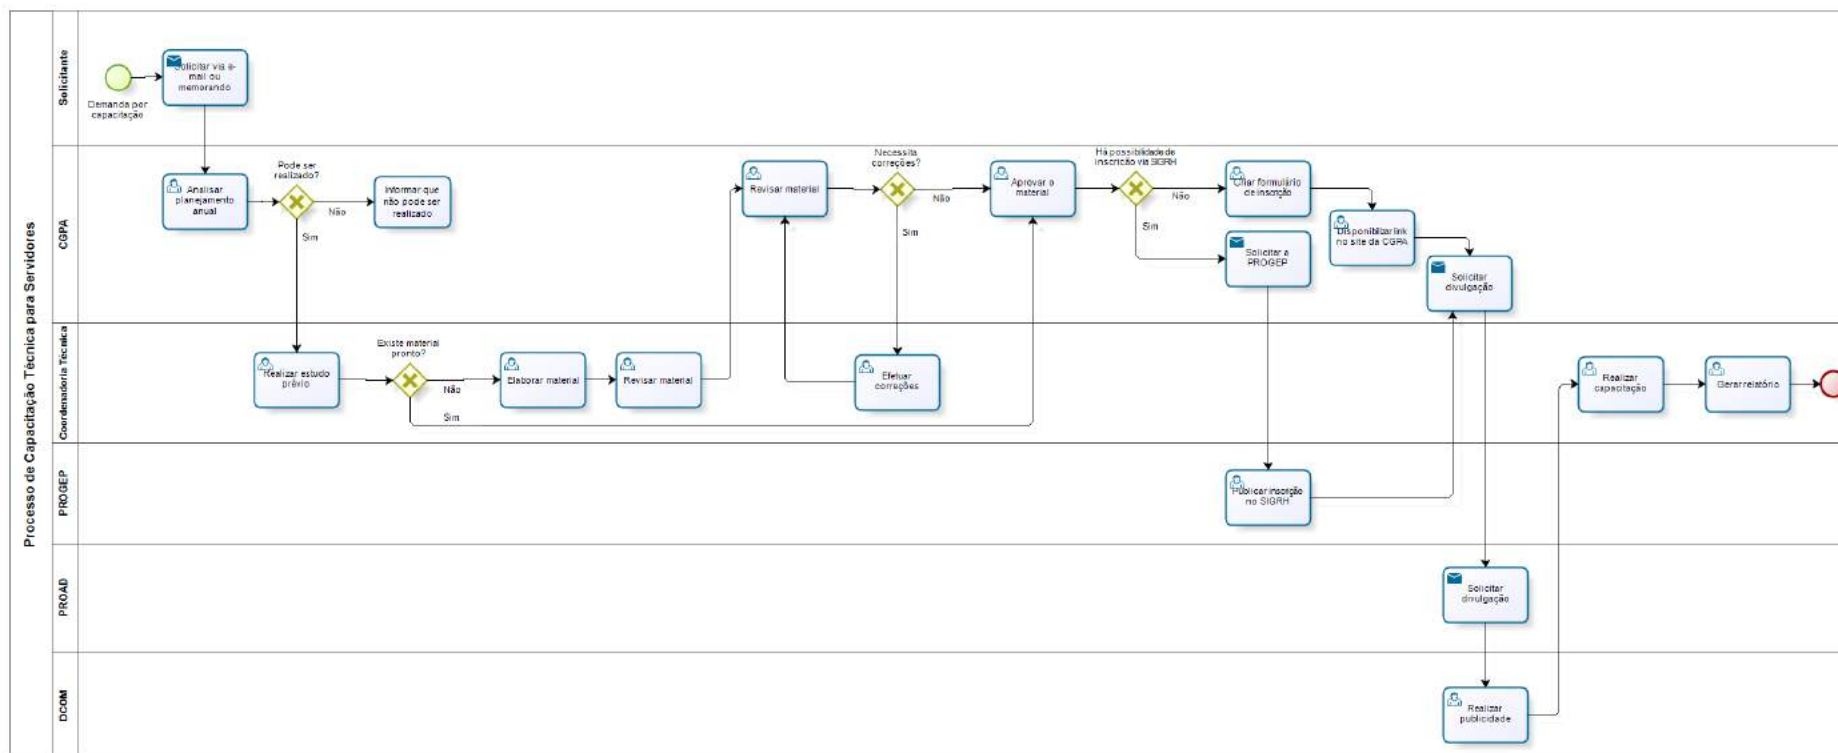 Processo de Capacitação Técnica para Servidores
Solicitante
Demanda por
capacitação
Solicitar via e-
mail ou
memorando
CGPA
Analisar
planejamento
anual
Pode ser
realizado?
Não
Sim
Informar que
não pode ser
realizado
Revisar material
Necessita
correções?
Não
Sim
Aprovar o
material
Há possibilidade de
inscrição via SIGRH
Não
Sim
Criar formulário
de inscrição
Solicitar a
PROGEP
Disponibilizar link
no site da CGPA
Solicitar
divulgação
Coordenadoria Técnica
Realizar estudo
prévio
Existe material
pronto?
Não
Sim
Elaborar material
Revisar material
Efetuar
correções
Realizar
capacitação
Gerar relatório
PROGEP
Publicar inscrição
no SIGRH
PROAD
Solicitar
divulgação
DCOM
Realizar
publicidade